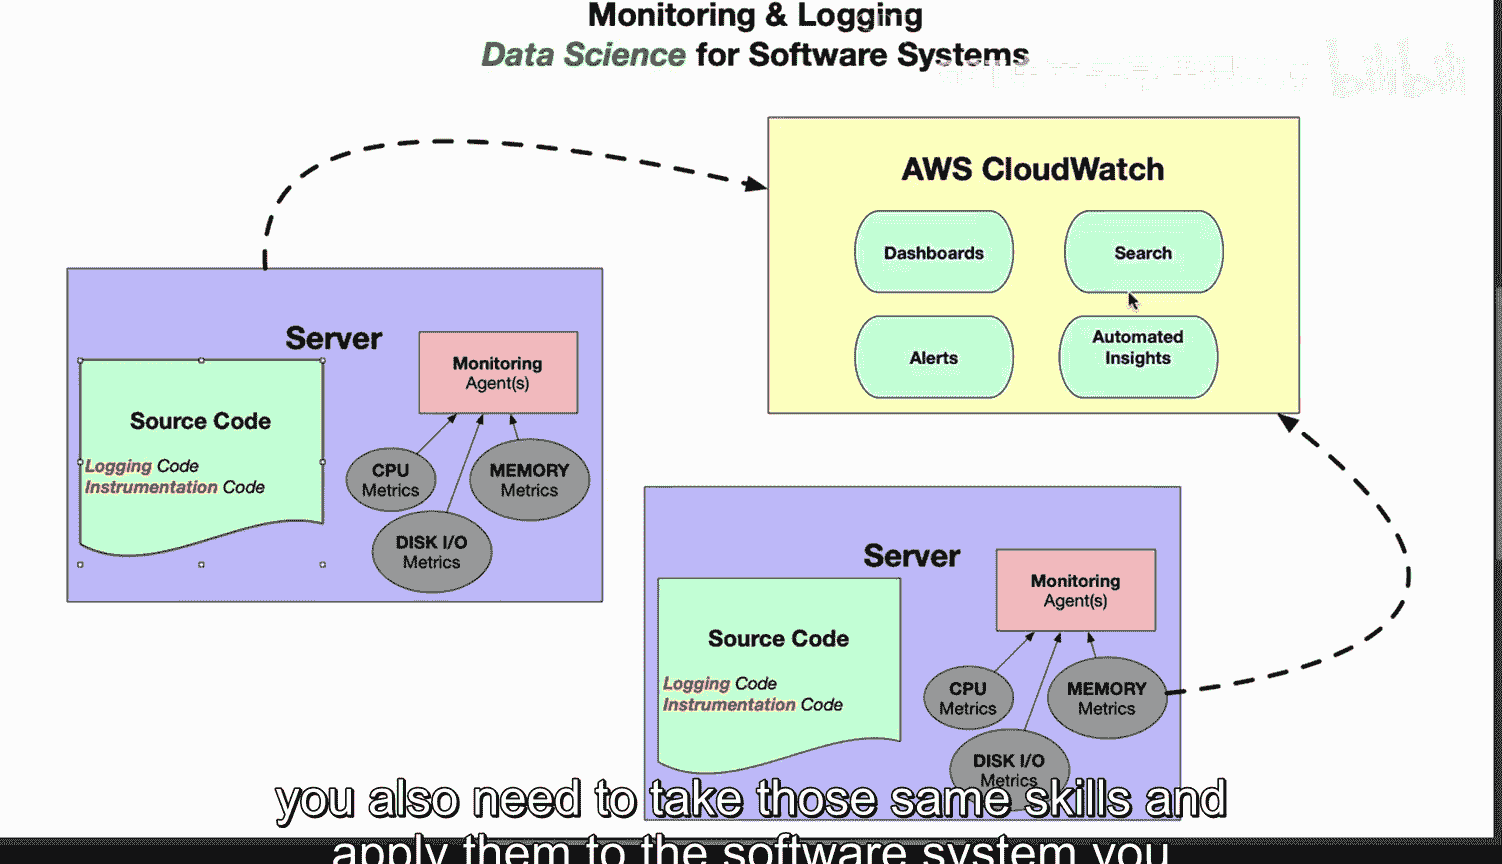 Monitoring & Logging
Data Science for Software Systems
AWS CloudWatch
Dashboards
Search
Alerts
Automated
Insights
Server
Monitoring
Agent(s)
Source Code
Logging Code
Instrumentation Code
CPU
Metrics
MEMORY
Metrics
DISK I/O
Metrics
Server
Monitoring
Agent(s)
Source Code
Logging Code
Instrumentation Code
CPU
Metrics
MEMORY
Metrics
DISK I/O
Metrics
you also need to take those same skills and
apply them to the software system you